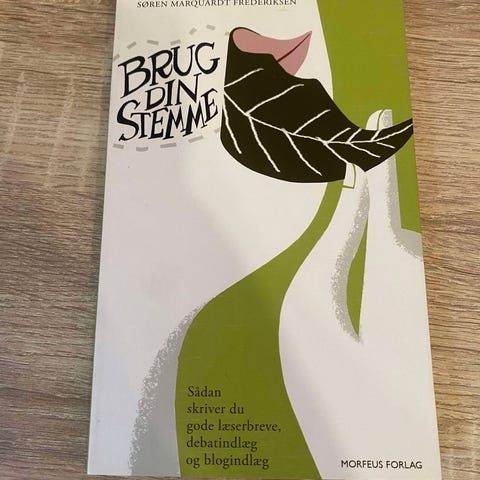 SØREN MARQUARDT FREDERIKSEN
BRUG
DIN
STEMME
Sådan
skriver du
gode læserbreve,
debatindlæg
og blogindlæg
MORFEUS FORLAG